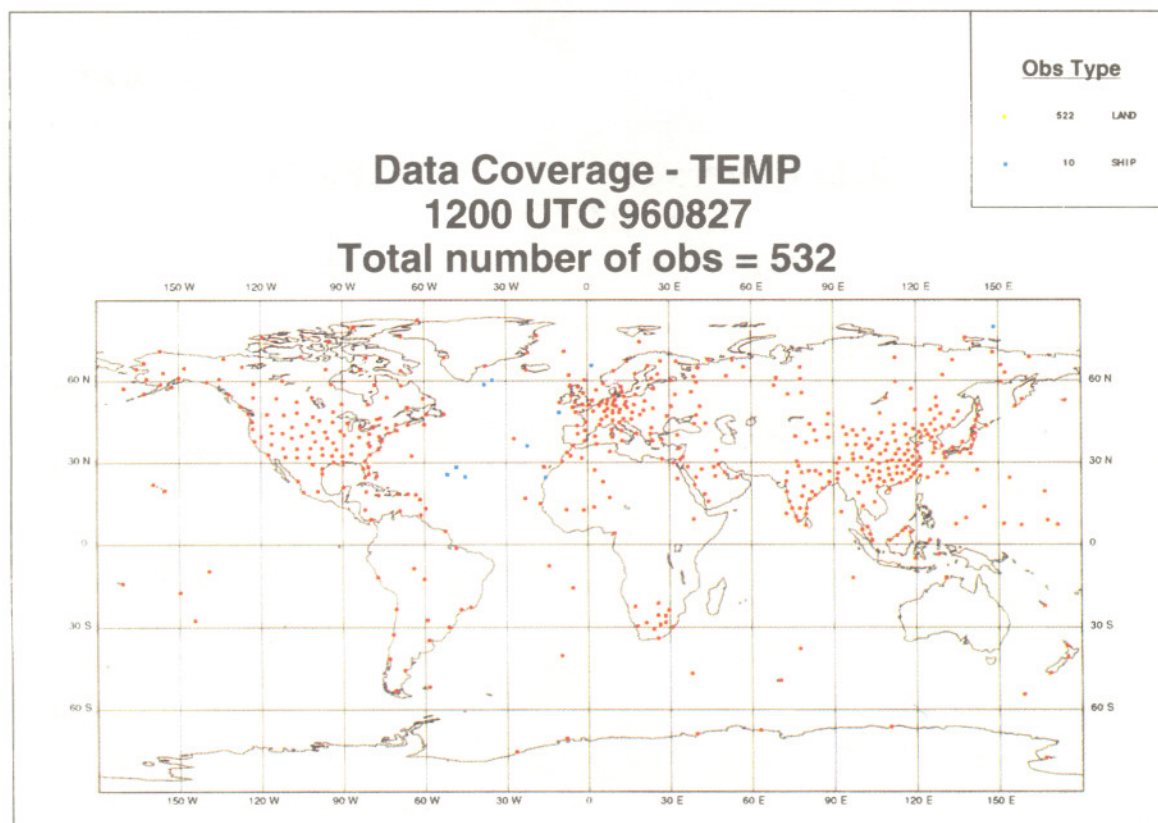 Obs Type
522 LAND
10 SHIP
Data Coverage - TEMP
1200 UTC 960827
Total number of obs = 532
150 W 120 W 90 W 60 W 30 W 0 30 E 60 E 90 E 120 E 150 E
60 N 60 N
30 N 30 N
0 0
30 S 30 S
60 S 60 S
150 W 120 W 90 W 60 W 30 W 0 30 E 60 E 90 E 120 E 150 E